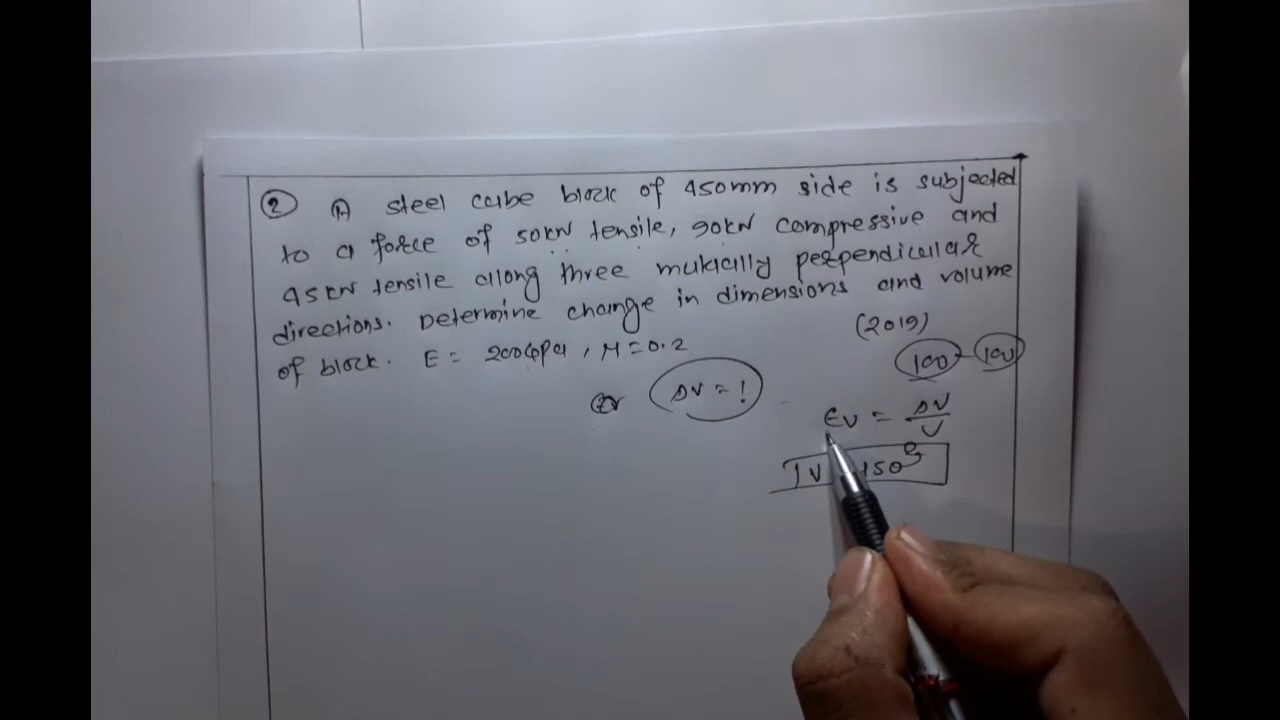 ② A steel cube block of 450mm side is subjected
to a force of 50kN tensile, 90kN compressive and
45kN tensile along three mutually perpendicular
directions. Determine change in dimensions and volume
of block. E = 200Gpa, μ=0.2
(2019)
100 - 100
ΔV = !
εv = ΔV/V